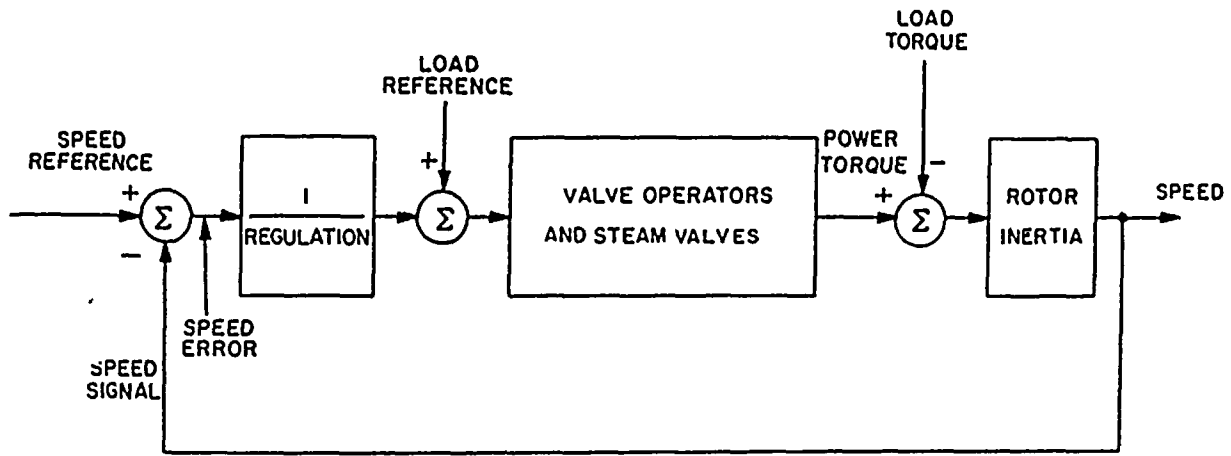 LOAD
TORQUE
LOAD
REFERENCE
SPEED
REFERENCE
+
Σ
−
1
REGULATION
+
Σ
VALVE OPERATORS
AND STEAM VALVES
POWER
TORQUE
−
+
Σ
ROTOR
INERTIA
SPEED
SPEED
ERROR
SPEED
SIGNAL